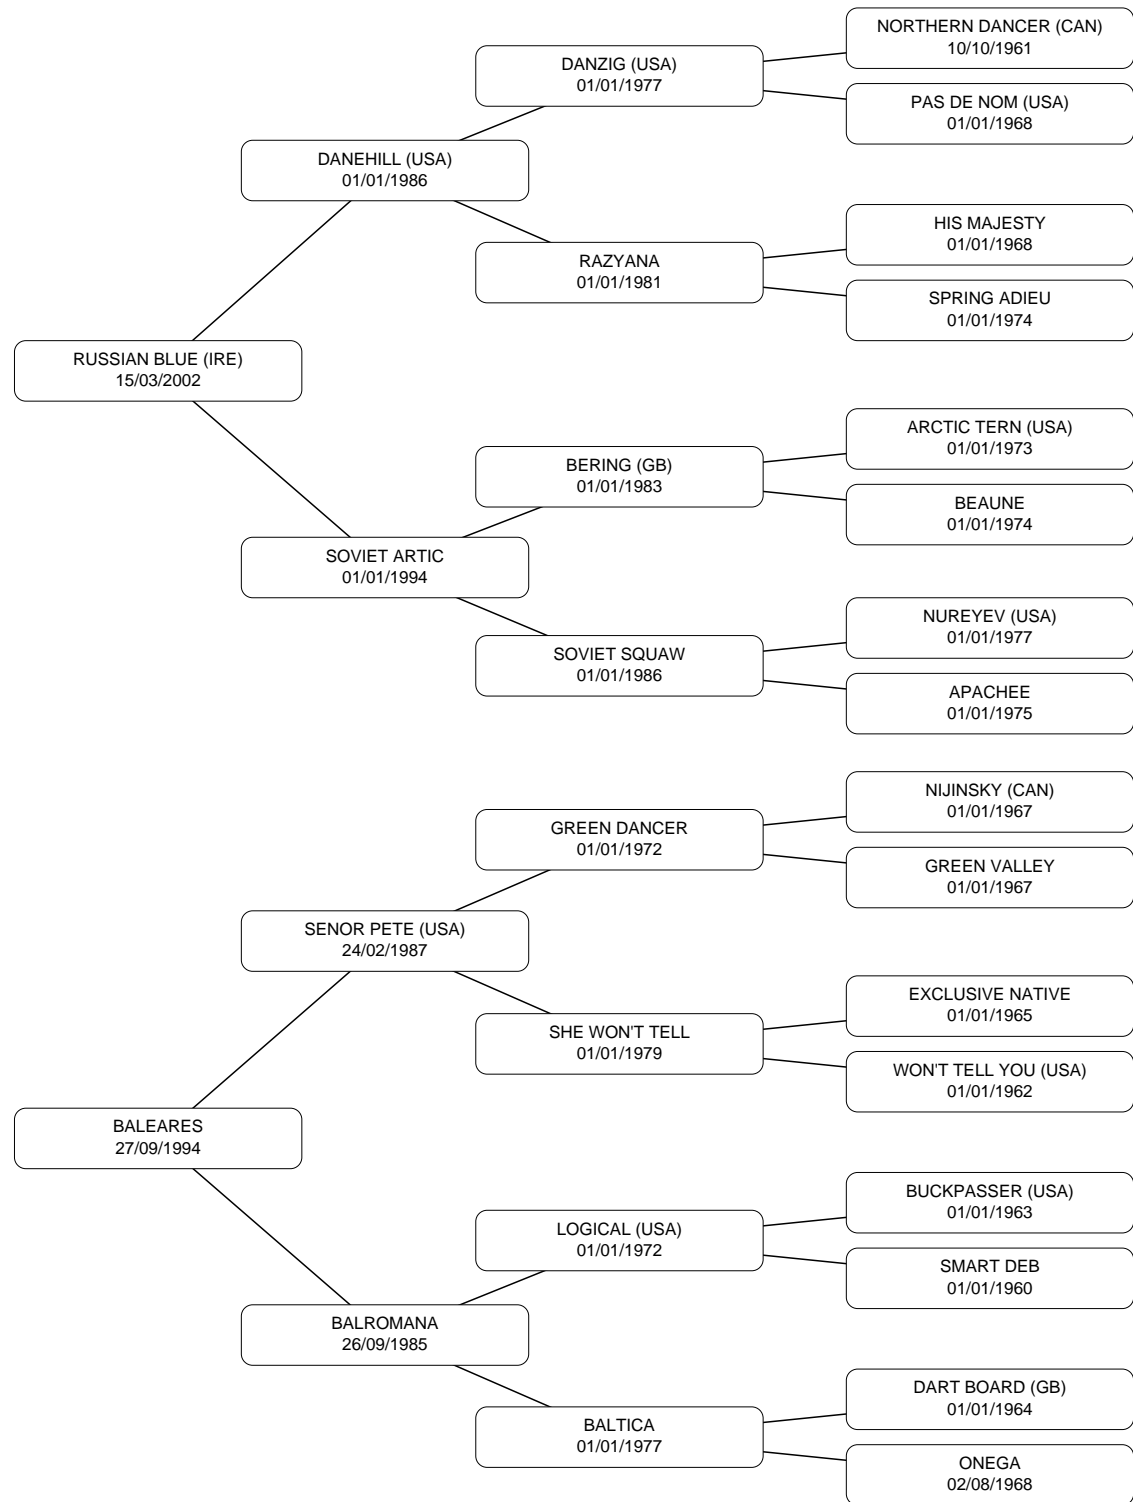 NORTHERN DANCER (CAN)
10/10/1961
DANZIG (USA)
01/01/1977
PAS DE NOM (USA)
01/01/1968
DANEHILL (USA)
01/01/1986
HIS MAJESTY
01/01/1968
RAZYANA
01/01/1981
SPRING ADIEU
01/01/1974
RUSSIAN BLUE (IRE)
15/03/2002
ARCTIC TERN (USA)
01/01/1973
BERING (GB)
01/01/1983
BEAUNE
01/01/1974
SOVIET ARTIC
01/01/1994
NUREYEV (USA)
01/01/1977
SOVIET SQUAW
01/01/1986
APACHEE
01/01/1975
NIJINSKY (CAN)
01/01/1967
GREEN DANCER
01/01/1972
GREEN VALLEY
01/01/1967
SENOR PETE (USA)
24/02/1987
EXCLUSIVE NATIVE
01/01/1965
SHE WON'T TELL
01/01/1979
WON'T TELL YOU (USA)
01/01/1962
BALEARES
27/09/1994
BUCKPASSER (USA)
01/01/1963
LOGICAL (USA)
01/01/1972
SMART DEB
01/01/1960
BALROMANA
26/09/1985
DART BOARD (GB)
01/01/1964
BALTICA
01/01/1977
ONEGA
02/08/1968